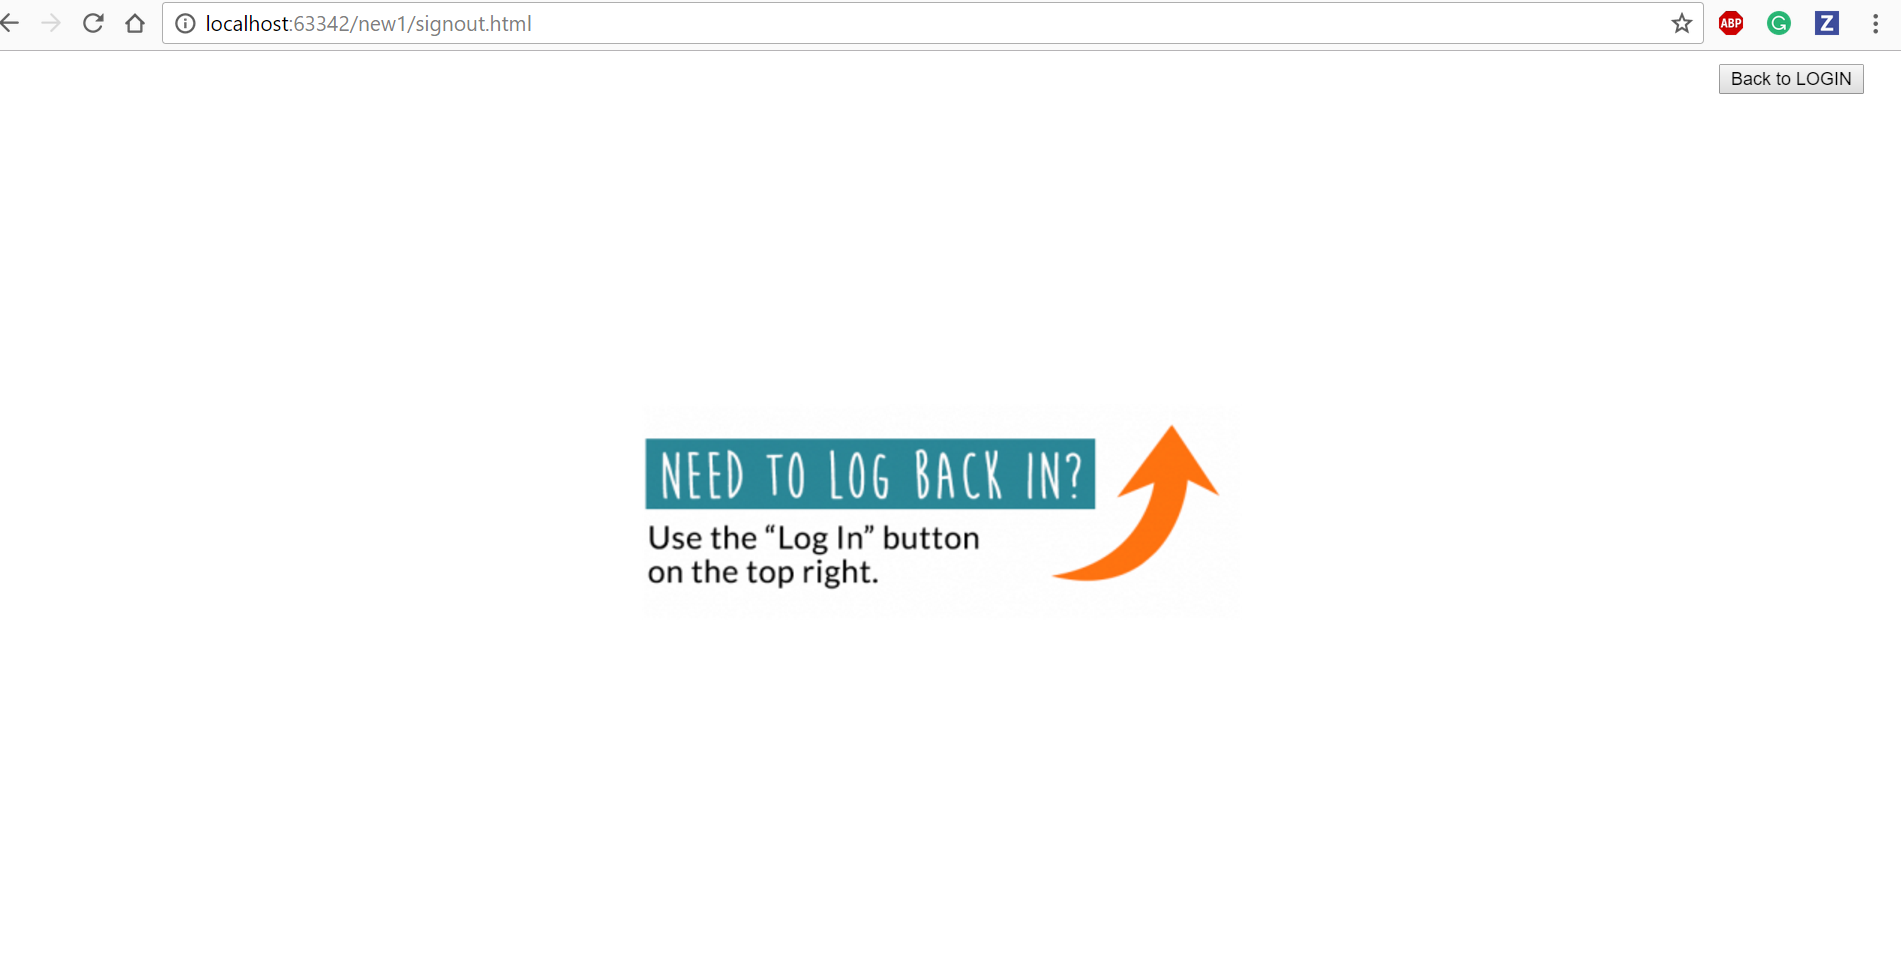 localhost:63342/new1/signout.html
ABP
G
Z
Back to LOGIN
NEED TO LOG BACK IN?
Use the “Log In” button
on the top right.